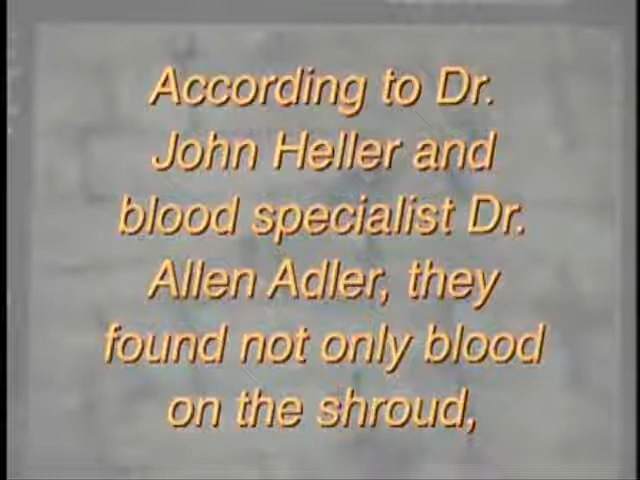 According to Dr.
John Heller and
blood specialist Dr.
Allen Adler, they
found not only blood
on the shroud,